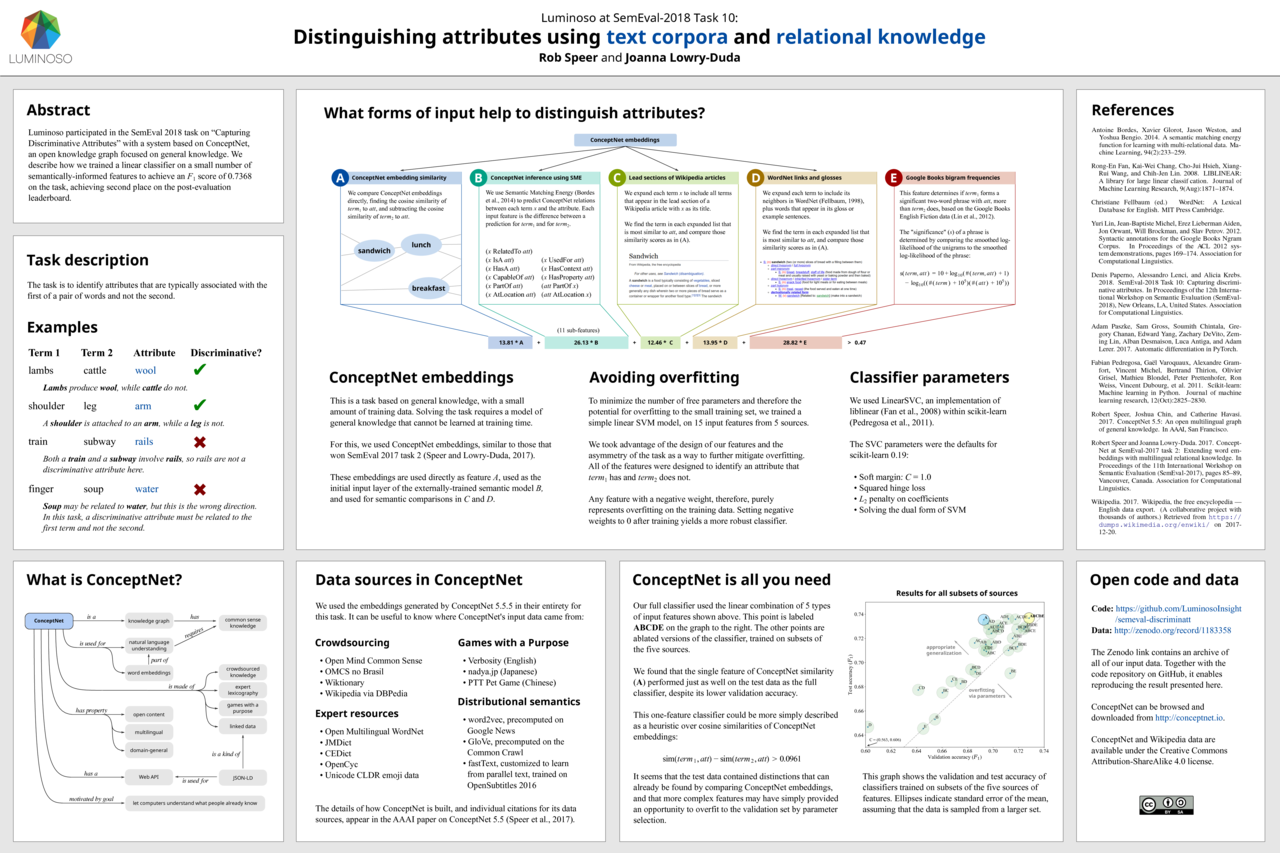 LUMINOSO
Luminoso at SemEval-2018 Task 10:
Distinguishing attributes using text corpora and relational knowledge
Rob Speer and Joanna Lowry-Duda
Abstract
Luminoso participated in the SemEval 2018 task on “Capturing
Discriminative Attributes” with a system based on ConceptNet,
an open knowledge graph focused on general knowledge. We
describe how we trained a linear classifier on a small number of
semantically-informed features to achieve an F₁ score of 0.7368
on the task, achieving second place on the post-evaluation
leaderboard.
Task description
The task is to identify attributes that are typically associated with the
first of a pair of words and not the second.
Examples
Term 1 Term 2 Attribute Discriminative?
lambs cattle wool ✔
Lambs produce wool, while cattle do not.
shoulder leg arm ✔
A shoulder is attached to an arm, while a leg is not.
train subway rails ✖
Both a train and a subway involve rails, so rails are not a
discriminative attribute here.
finger soup water ✖
Soup may be related to water, but this is the wrong direction.
In this task, a discriminative attribute must be related to the
first term and not the second.
What forms of input help to distinguish attributes?
ConceptNet embeddings
A ConceptNet embedding similarity
We compare ConceptNet embeddings
directly, finding the cosine similarity
of term₁ to att, and subtracting the cosine
similarity of term₂ to att.
sandwich
lunch
breakfast
B ConceptNet inference using SME
We use Semantic Matching Energy (Bordes
et al., 2014) to predict ConceptNet relations
between each term x and the attribute. Each
input feature is the difference between a
prediction for term₁ and for term₂.
(x RelatedTo att)
(x IsA att) (x UsedFor att)
(x HasA att) (x HasContext att)
(x CapableOf att) (x HasProperty att)
(x PartOf att) (att PartOf x)
(x AtLocation att) (att AtLocation x)
C Lead sections of Wikipedia articles
We expand each term x to include all terms
that appear in the lead section of the
Wikipedia article with x as its title.
We find the term in each expanded list that
is most similar to att, and compare those
similarity scores as in (A).
Sandwich
From Wikipedia, the free encyclopedia
For other uses, see Sandwich (disambiguation).
D WordNet links and glosses
We expand each term to include its
neighbors in WordNet (Fellbaum, 1998),
plus words that appear in its gloss or
example sentences.
We find the term in each expanded list
that is most similar to att, and compare
those similarity scores as in (A).
E Google Books bigram frequencies
This feature determines if term₁ forms a
significant two-word phrase with att, more
than term₂ does, based on the Google Books
English Fiction data (Lin et al., 2012).
The "significance" (s) of a phrase is
determined by comparing the smoothed log-
likelihood of the unigrams to the smoothed
log-likelihood of the phrase:
(11 sub-features)
13.81 * A + 26.13 * B + 12.46 * C + 13.95 * D + 28.82 * E > 0.47
ConceptNet embeddings
This is a task based on general knowledge, with a small
amount of training data. Solving the task requires a model of
general knowledge that cannot be learned at training time.
For this, we used ConceptNet embeddings, similar to those that
won SemEval 2017 task 2 (Speer and Lowry-Duda, 2017).
These embeddings are used directly as feature A, used as the
initial input layer of the externally-trained semantic model B,
and used for semantic comparisons in C and D.
Avoiding overfitting
To minimize the number of free parameters and therefore the
potential for overfitting to the small training set, we trained a
simple linear SVM model, on 15 input features from 5 sources.
We took advantage of the design of our features and the
asymmetry of the task as a way to further mitigate overfitting.
All of the features were designed to identify an attribute that
term₁ has and term₂ does not.
Any feature with a negative weight, therefore, purely
represents overfitting on the training data. Setting negative
weights to 0 after training yields a more robust classifier.
Classifier parameters
We used LinearSVC, an implementation of
liblinear (Fan et al., 2008) within scikit-learn
(Pedregosa et al., 2011).
The SVC parameters were the defaults for
scikit-learn 0.19:
• Soft margin: C = 1.0
• Squared hinge loss
• L₂ penalty on coefficients
• Solving the dual form of SVM
References
Antoine Bordes, Xavier Glorot, Jason Weston, and
Yoshua Bengio. 2014. A semantic matching energy
function for learning with multi-relational data. Ma-
chine Learning, 94(2):233–259.
Rong-En Fan, Kai-Wei Chang, Cho-Jui Hsieh, Xiang-
Rui Wang, and Chih-Jen Lin. 2008. LIBLINEAR:
A library for large linear classification. Journal of
Machine Learning Research, 9(Aug):1871–1874.
Christiane Fellbaum (ed.) WordNet: A Lexical
Database for English. MIT Press Cambridge.
Yuri Lin, Jean-Baptiste Michel, Erez Lieberman Aiden,
Jon Orwant, Will Brockman, and Slav Petrov. 2012.
Syntactic annotations for the Google Books Ngram
Corpus. In Proceedings of the ACL 2012 sys-
tem demonstrations, pages 169–174. Association for
Computational Linguistics.
Denis Paperno, Alessandro Lenci, and Alicia Krebs.
2018. SemEval-2018 Task 10: Capturing discrimi-
native attributes. In Proceedings of the 12th Interna-
tional Workshop on Semantic Evaluation (SemEval-
2018), New Orleans, LA, United States. Association
for Computational Linguistics.
Adam Paszke, Sam Gross, Soumith Chintala, Gre-
gory Chanan, Edward Yang, Zachary DeVito, Zem-
ing Lin, Alban Desmaison, Luca Antiga, and Adam
Lerer. 2017. Automatic differentiation in PyTorch.
Fabian Pedregosa, Gaël Varoquaux, Alexandre Gram-
fort, Vincent Michel, Bertrand Thirion, Olivier
Grisel, Mathieu Blondel, Peter Prettenhofer, Ron
Weiss, Vincent Dubourg, et al. 2011. Scikit-learn:
Machine learning in Python. Journal of machine
learning research, 12(Oct):2825–2830.
Robert Speer, Joshua Chin, and Catherine Havasi.
2017. ConceptNet 5.5: An open multilingual graph
of general knowledge. In AAAI, San Francisco.
Robert Speer and Joanna Lowry-Duda. 2017. Concept-
Net at SemEval-2017 task 2: Extending word em-
beddings with multilingual relational knowledge. In
Proceedings of the 11th International Workshop on
Semantic Evaluation (SemEval-2017), pages 85–89,
Vancouver, Canada. Association for Computational
Linguistics.
Wikipedia. 2017. Wikipedia, the free encyclopedia —
English data export. (A collaborative project with
thousands of authors.) Retrieved from https://
dumps.wikimedia.org/enwiki/ on 2017-
12-20.
What is ConceptNet?
ConceptNet
is a
knowledge graph
has
common sense
knowledge
is used for
natural language
understanding
requires
part of
word embeddings
is made of
crowdsourced
knowledge
expert
lexicography
games with a
purpose
linked data
has property
open content
multilingual
domain-general
is a kind of
has a
Web API
is used for
JSON-LD
motivated by goal
let computers understand what people already know
Data sources in ConceptNet
We used the embeddings generated by ConceptNet 5.5.5 in their entirety for
this task. It can be useful to know where ConceptNet's input data came from:
Crowdsourcing
• Open Mind Common Sense
• OMCS no Brasil
• Wiktionary
• Wikipedia via DBPedia
Expert resources
• Open Multilingual WordNet
• JMDict
• CEDict
• OpenCyc
• Unicode CLDR emoji data
Games with a Purpose
• Verbosity (English)
• nadya.jp (Japanese)
• PTT Pet Game (Chinese)
Distributional semantics
• word2vec, precomputed on
Google News
• GloVe, precomputed on the
Common Crawl
• fastText, customized to learn
from parallel text, trained on
OpenSubtitles 2016
The details of how ConceptNet is built, and individual citations for its data
sources, appear in the AAAI paper on ConceptNet 5.5 (Speer et al., 2017).
ConceptNet is all you need
Our full classifier used the linear combination of 5 types
of input features shown above. This point is labeled
ABCDE on the graph to the right. The other points are
ablated versions of the classifier, trained on subsets of
the five sources.
We found that the single feature of ConceptNet similarity
(A) performed just as well on the test data as the full
classifier, despite its lower validation accuracy.
This one-feature classifier could be more simply described
as a heuristic over cosine similarities of ConceptNet
embeddings:
sim(term₁, att) − sim(term₂, att) > 0.0961
It seems that the test data contained distinctions that can
already be found by comparing ConceptNet embeddings,
and that more complex features may have simply provided
an opportunity to overfit to the validation set by parameter
selection.
Results for all subsets of sources
Test accuracy (F₁)
0.74
0.72
0.70
0.68
0.66
0.64
appropriate
generalization
overfitting
via parameters
0.60 0.62 0.64 0.66 0.68 0.70 0.72 0.74
Validation accuracy (F₁)
This graph shows the validation and test accuracy of
classifiers trained on subsets of the five sources of
features. Ellipses indicate standard error of the mean,
assuming that the data is sampled from a larger set.
Open code and data
Code: https://github.com/LuminosoInsight
/semeval-discriminatt
Data: http://zenodo.org/record/1183358
The Zenodo link contains an archive of
all of our input data. Together with the
code repository on GitHub, it enables
reproducing the result presented here.
ConceptNet can be browsed and
downloaded from http://conceptnet.io.
ConceptNet and Wikipedia data are
available under the Creative Commons
Attribution-ShareAlike 4.0 license.
CC BY SA